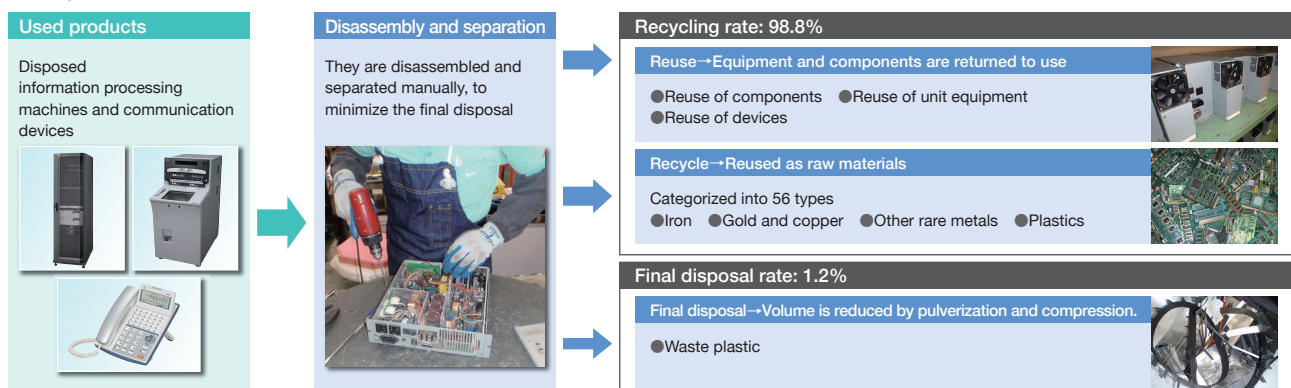 Used products
Disposed
information processing
machines and communication
devices
Disassembly and separation
They are disassembled and
separated manually, to
minimize the final disposal
Recycling rate: 98.8%
Reuse→Equipment and components are returned to use
●Reuse of components ●Reuse of unit equipment
●Reuse of devices
Recycle→Reused as raw materials
Categorized into 56 types
●Iron ●Gold and copper ●Other rare metals ●Plastics
Final disposal rate: 1.2%
Final disposal→Volume is reduced by pulverization and compression.
●Waste plastic